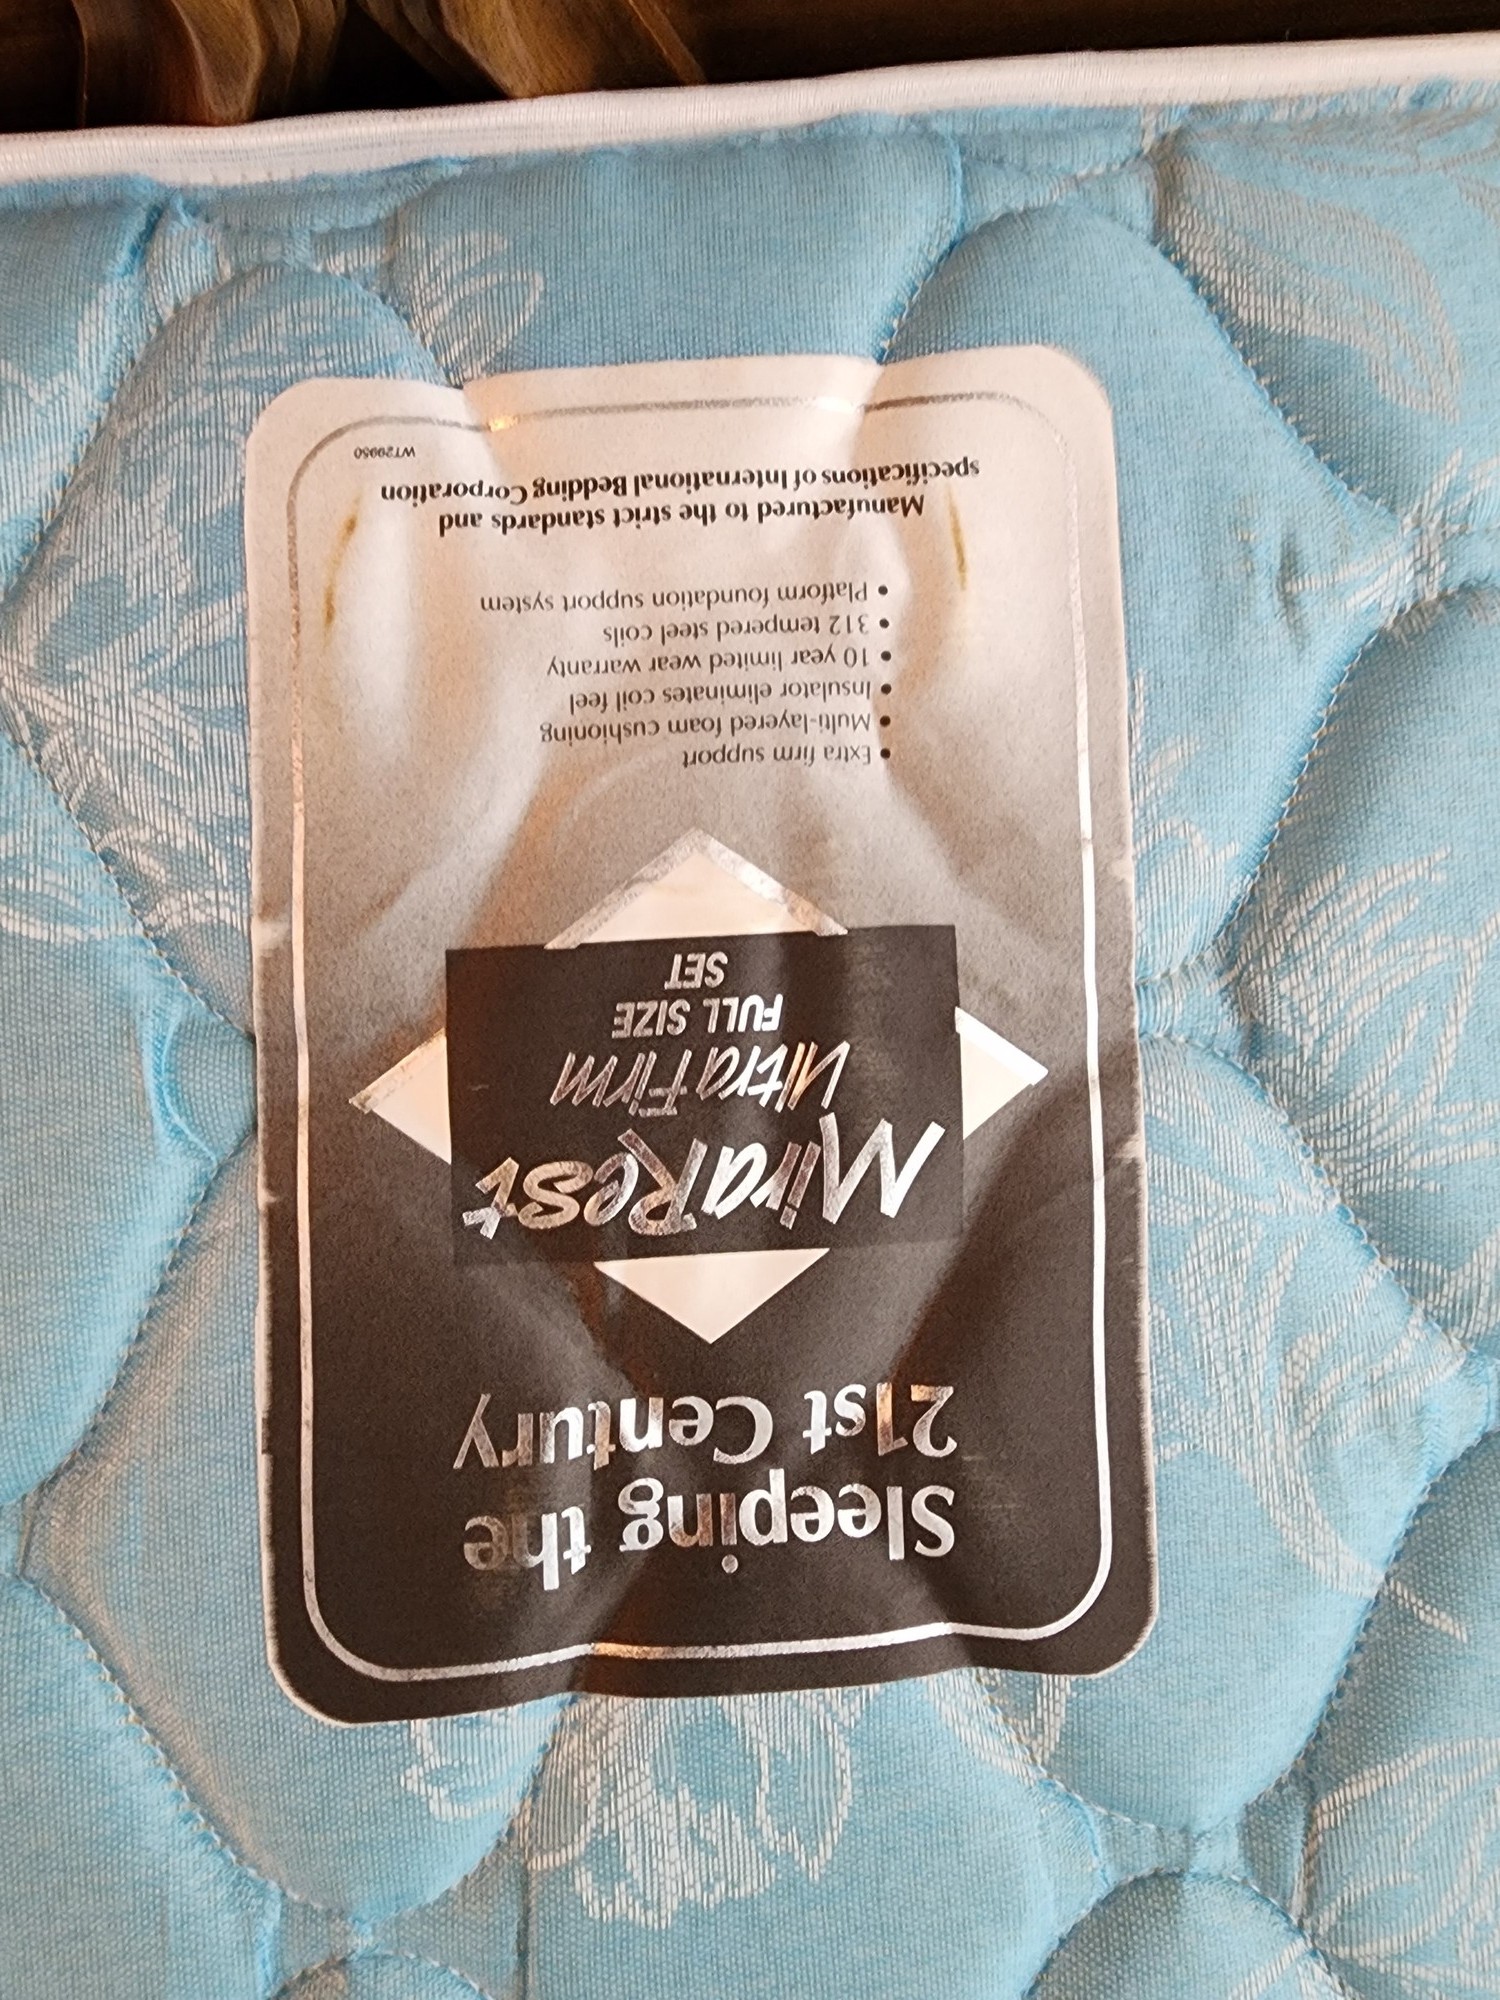 Sleeping the
21st Century
MiraRest
Ultra Firm
FULL SIZE
SET
• Extra firm support
• Multi-layered foam cushioning
• Insulator eliminates coil feel
• 10 year limited wear warranty
• 312 tempered steel coils
• Platform foundation support system
Manufactured to the strict standards and
specifications of International Bedding Corporation
WT29950